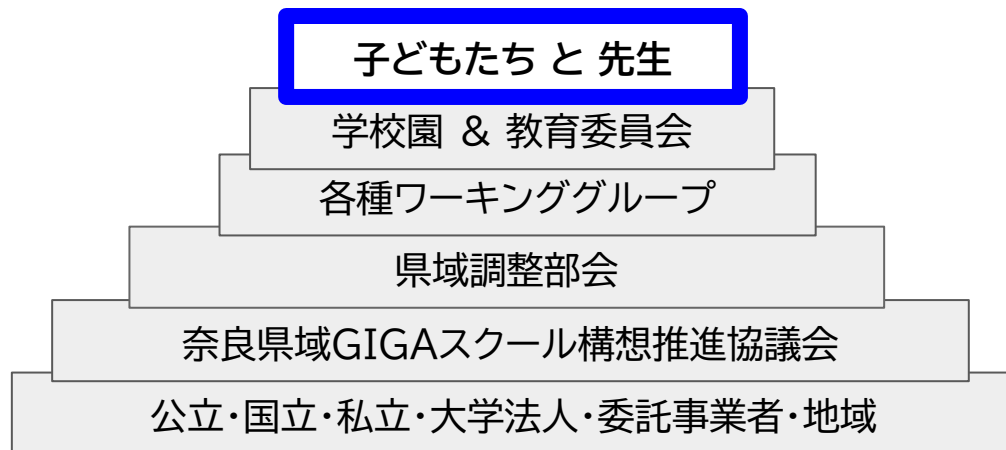 子どもたち と 先生
学校園 & 教育委員会
各種ワーキンググループ
県域調整部会
奈良県域GIGAスクール構想推進協議会
公立・国立・私立・大学法人・委託事業者・地域